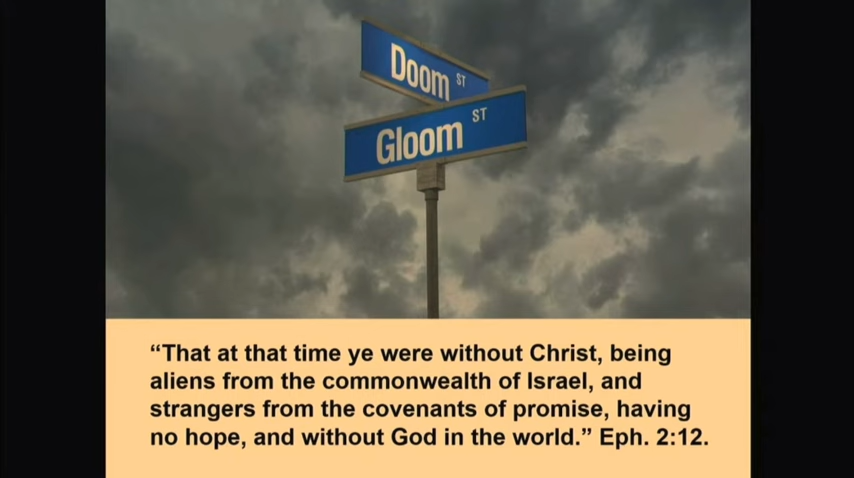 Doom ST
Gloom ST
“That at that time ye were without Christ, being
aliens from the commonwealth of Israel, and
strangers from the covenants of promise, having
no hope, and without God in the world.” Eph. 2:12.